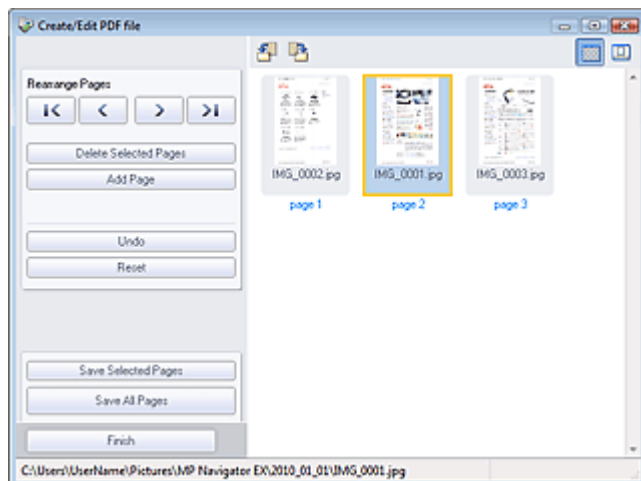 Create/Edit PDF file
Rearrange Pages
Delete Selected Pages
Add Page
Undo
Reset
Save Selected Pages
Save All Pages
Finish
IMG_0002.jpg
IMG_0001.jpg
IMG_0003.jpg
page 1
page 2
page 3
C:\Users\UserName\Pictures\MP Navigator EX\2010_01_01\IMG_0001.jpg